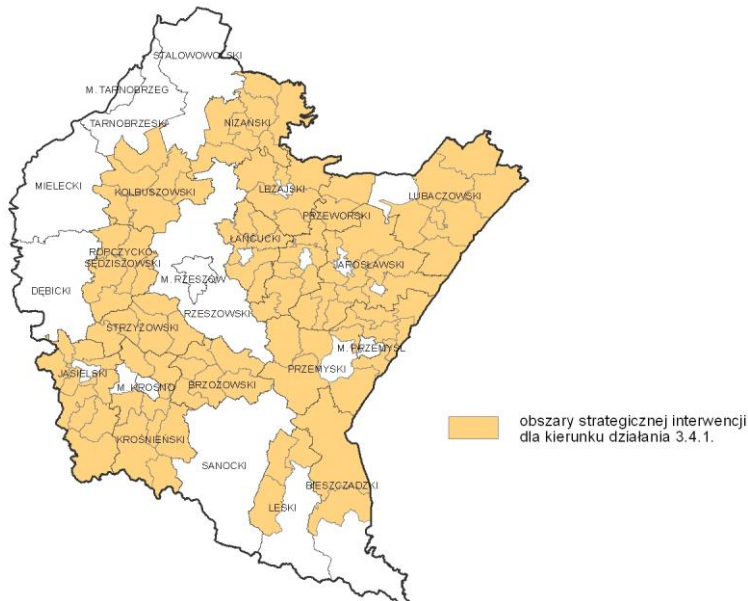 STALOWOWOLSKI
M. TARNOBRZEG
TARNOBRZESKI
NIŻAŃSKI
MIELECKI
KOLBUSZOWSKI
LEŻAJSKI
LUBACZOWSKI
PRZEWORSKI
ŁAŃCUCKI
ROPCZYCKO-
SĘDZISZOWSKI
JAROSŁAWSKI
M. RZESZÓW
DĘBICKI
RZESZOWSKI
STRZYŻOWSKI
M. PRZEMYŚL
JASIELSKI
PRZEMYSKI
M. KROSNO
BRZOZOWSKI
obszary strategicznej interwencji
dla kierunku działania 3.4.1.
KROŚNIEŃSKI
SANOCKI
BIESZCZADZKI
LESKI